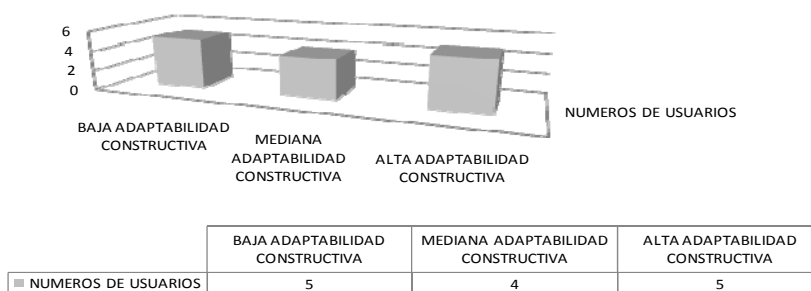 6
4
2
0
NUMEROS DE USUARIOS
BAJA ADAPTABILIDAD
CONSTRUCTIVA
MEDIANA
ADAPTABILIDAD
CONSTRUCTIVA
ALTA ADAPTABILIDAD
CONSTRUCTIVA
BAJA ADAPTABILIDAD
CONSTRUCTIVA
MEDIANA ADAPTABILIDAD
CONSTRUCTIVA
ALTA ADAPTABILIDAD
CONSTRUCTIVA
NUMEROS DE USUARIOS 5 4 5